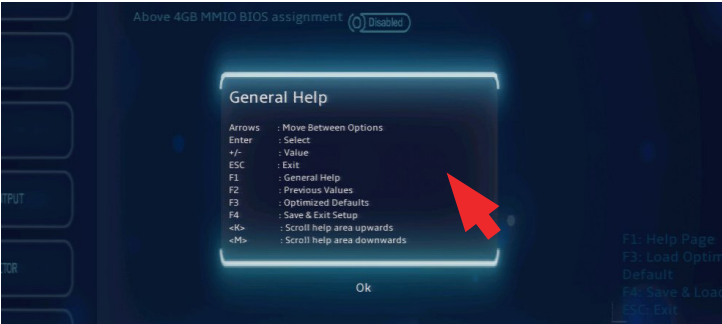 Above 4GB MMIO BIOS assignment Disabled
General Help
Arrows : Move Between Options
Enter : Select
+/- : Value
ESC : Exit
F1 : General Help
F2 : Previous Values
F3 : Optimized Defaults
F4 : Save & Exit Setup
<K> : Scroll help area upwards
<M> : Scroll help area downwards
Ok
F1: Help Page
F3: Load
Default
F4: Save &
ESC: Exit